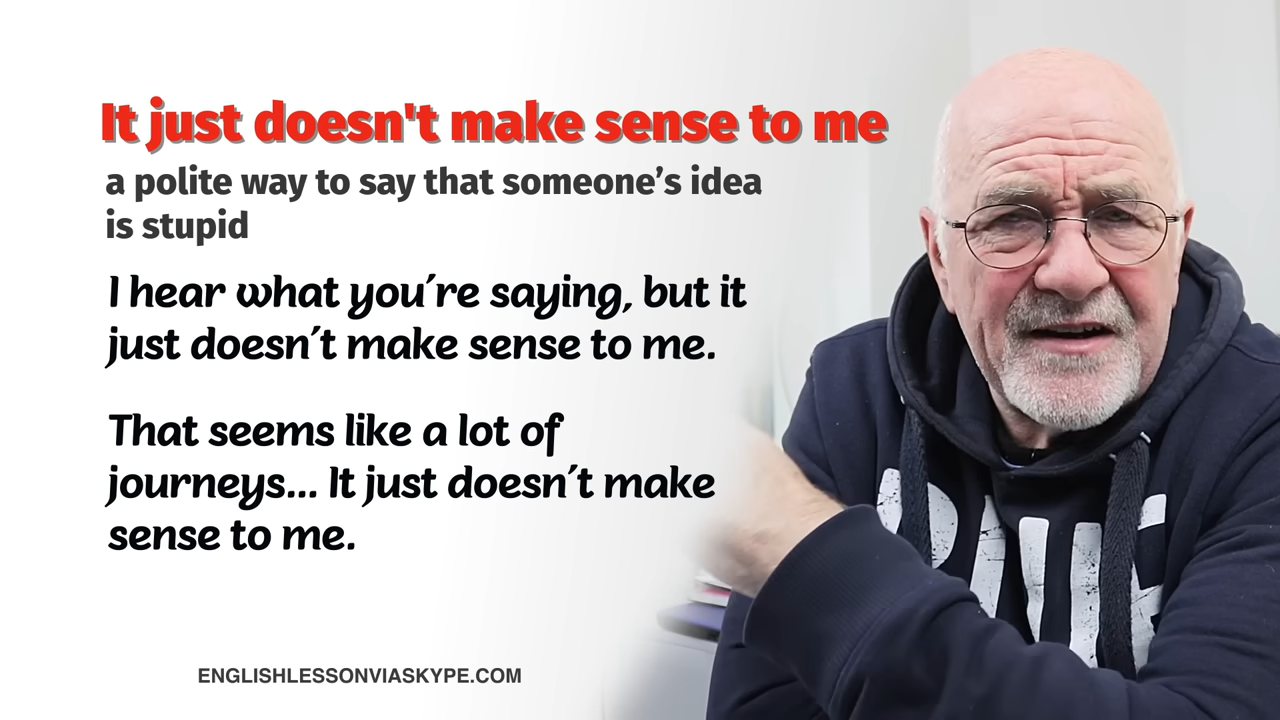 It just doesn't make sense to me
a polite way to say that someone’s idea
is stupid
I hear what you’re saying, but it
just doesn’t make sense to me.
That seems like a lot of
journeys... It just doesn’t make
sense to me.
ENGLISHLESSONVIASKYPE.COM